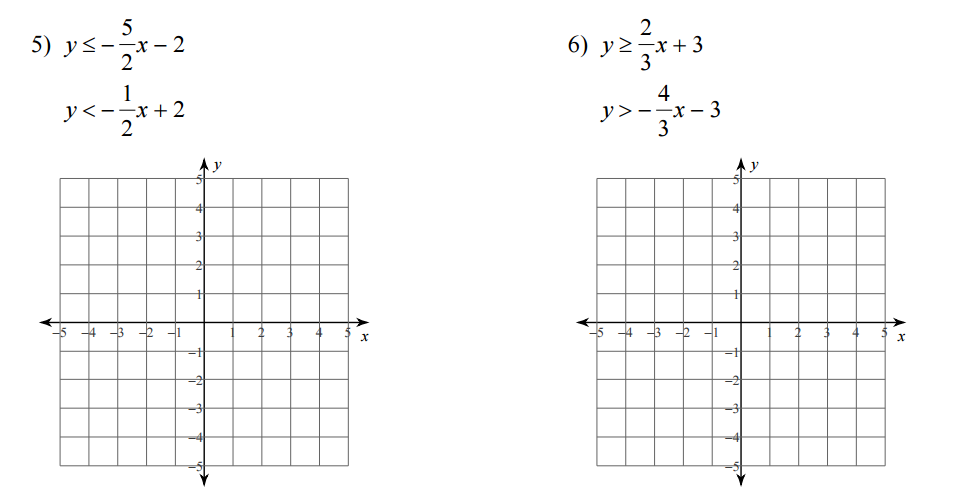 5) y ≤ −5/2x − 2
y < −1/2x + 2
6) y ≥ 2/3x + 3
y > −4/3x − 3
y
5
4
3
2
1
−5 −4 −3 −2 −1 1 2 3 4 5 x
−1
−2
−3
−4
−5
y
5
4
3
2
1
−5 −4 −3 −2 −1 1 2 3 4 5 x
−1
−2
−3
−4
−5